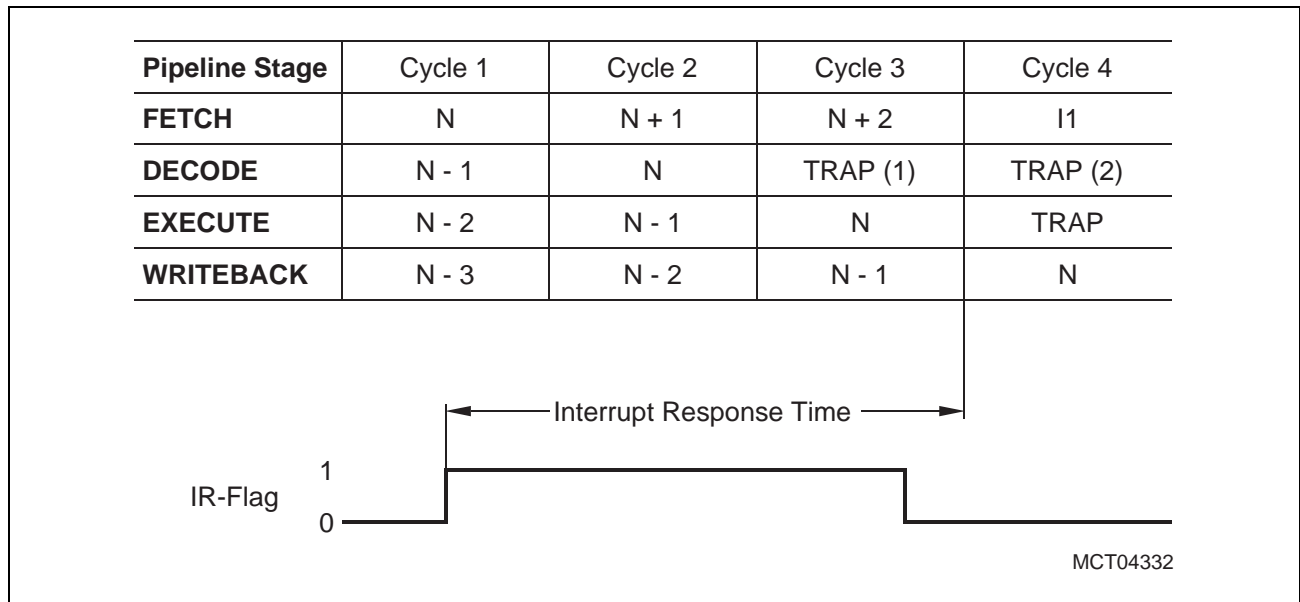 Pipeline Stage Cycle 1 Cycle 2 Cycle 3 Cycle 4
FETCH N N + 1 N + 2 I1
DECODE N - 1 N TRAP (1) TRAP (2)
EXECUTE N - 2 N - 1 N TRAP
WRITEBACK N - 3 N - 2 N - 1 N
Interrupt Response Time
1
IR-Flag
0
MCT04332